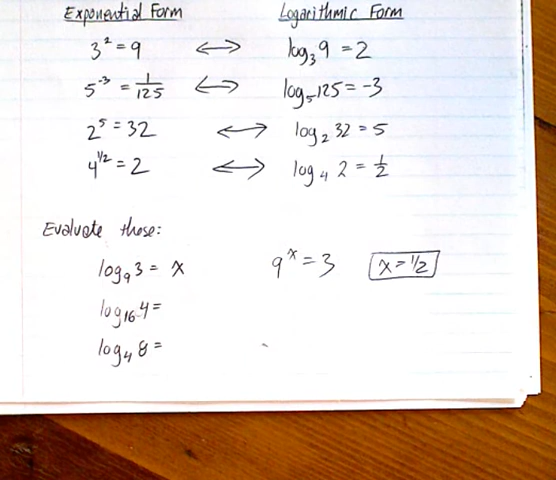 Exponential Form Logarithmic Form
3² = 9 ⟷ log₃ 9 = 2
5⁻³ = 1/125 ⟷ log₅ 125 = -3
2⁵ = 32 ⟷ log₂ 32 = 5
4^(1/2) = 2 ⟷ log₄ 2 = 1/2
Evaluate those:
log₉ 3 = x 9ˣ = 3 x = 1/2
log₁₆ 4 =
log₄ 8 =